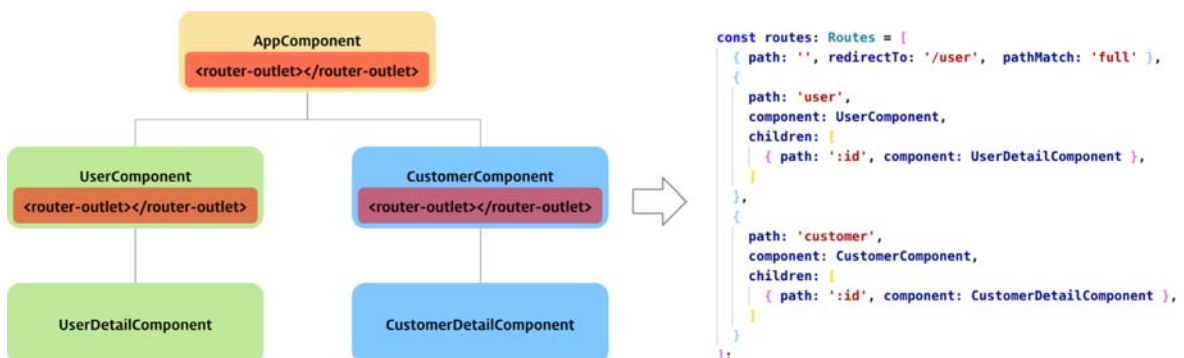 AppComponent
<router-outlet></router-outlet>
UserComponent
<router-outlet></router-outlet>
CustomerComponent
<router-outlet></router-outlet>
UserDetailComponent
CustomerDetailComponent
const routes: Routes = [
  { path: '', redirectTo: '/user',  pathMatch: 'full' },
  {
    path: 'user',
    component: UserComponent,
    children: [
      { path: ':id', component: UserDetailComponent },
    ]
  },
  {
    path: 'customer',
    component: CustomerComponent,
    children: [
      { path: ':id', component: CustomerDetailComponent },
    ]
  }
];